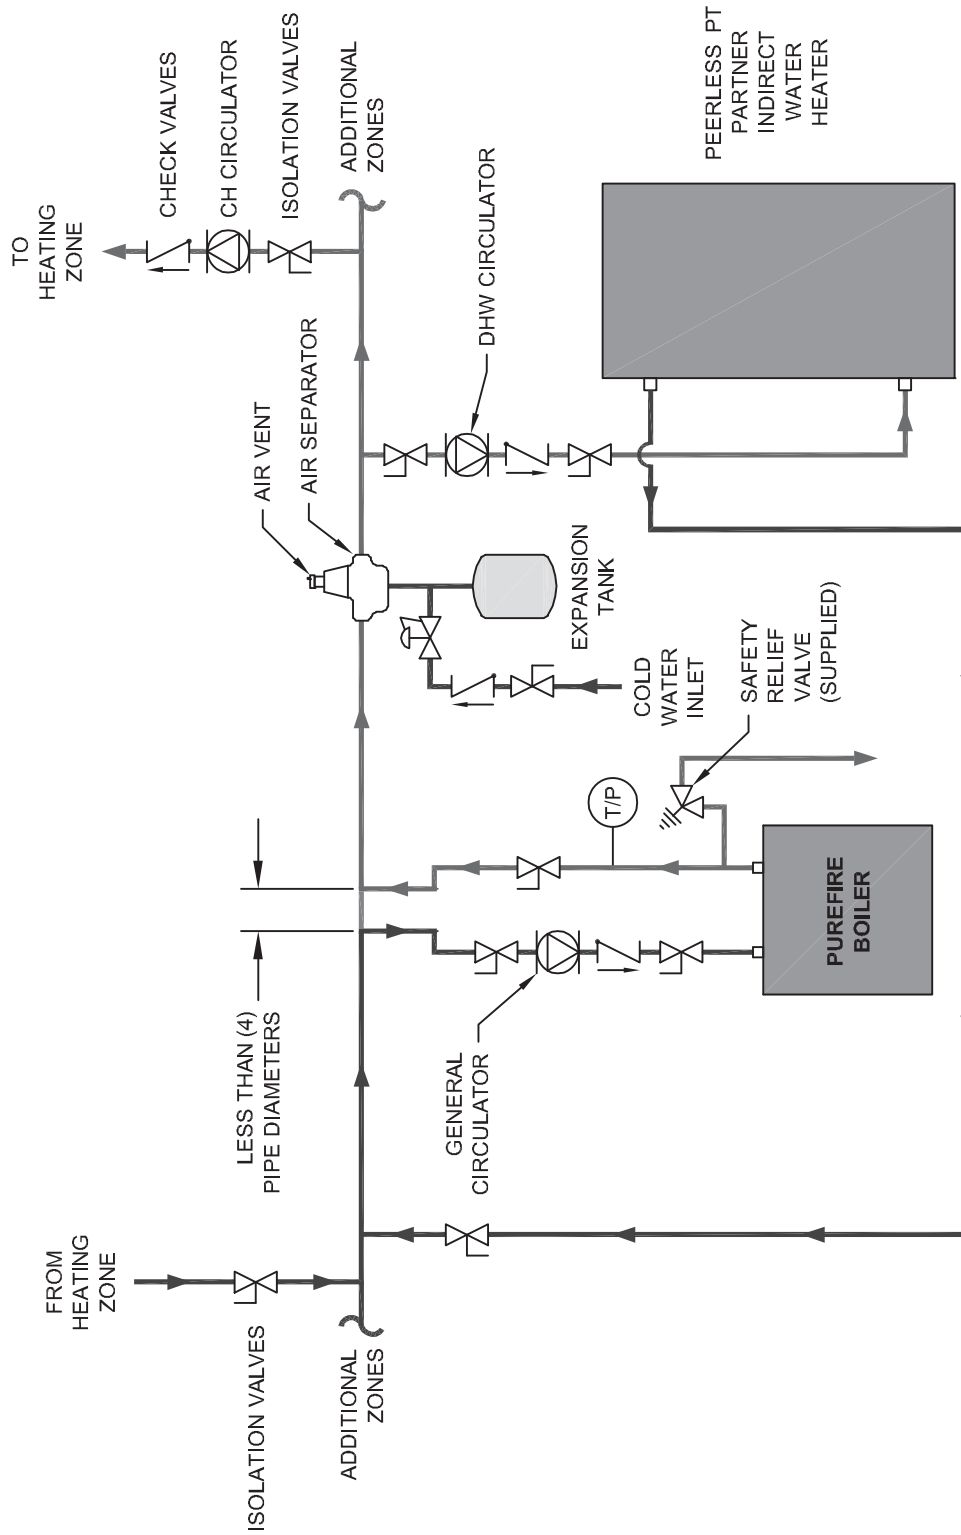 FROM
HEATING
ZONE
ISOLATION VALVES
ADDITIONAL
ZONES
LESS THAN (4)
PIPE DIAMETERS
GENERAL
CIRCULATOR
PUREFIRE
BOILER
T/P
SAFETY
RELIEF
VALVE
(SUPPLIED)
COLD
WATER
INLET
EXPANSION
TANK
AIR VENT
AIR SEPARATOR
DHW CIRCULATOR
TO
HEATING
ZONE
CHECK VALVES
CH CIRCULATOR
ISOLATION VALVES
ADDITIONAL
ZONES
PEERLESS PT
PARTNER
INDIRECT
WATER
HEATER